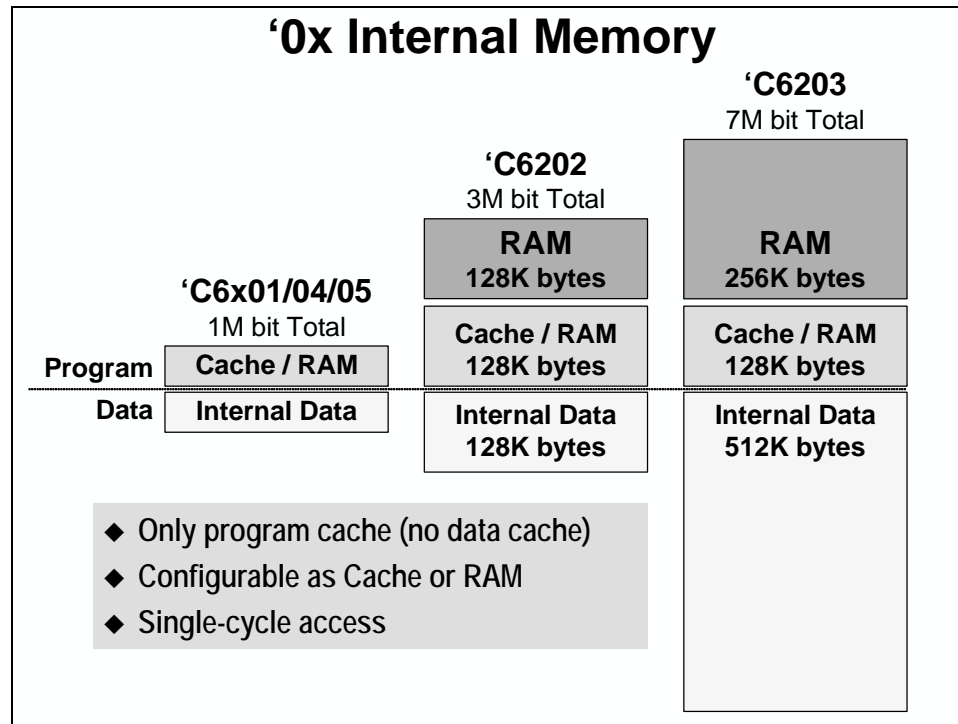 ‘0x Internal Memory
‘C6203
7M bit Total
‘C6202
3M bit Total
RAM
128K bytes
RAM
256K bytes
‘C6x01/04/05
1M bit Total
Cache / RAM
128K bytes
Cache / RAM
128K bytes
Program
Cache / RAM
Data
Internal Data
Internal Data
128K bytes
Internal Data
512K bytes
◆ Only program cache (no data cache)
◆ Configurable as Cache or RAM
◆ Single-cycle access